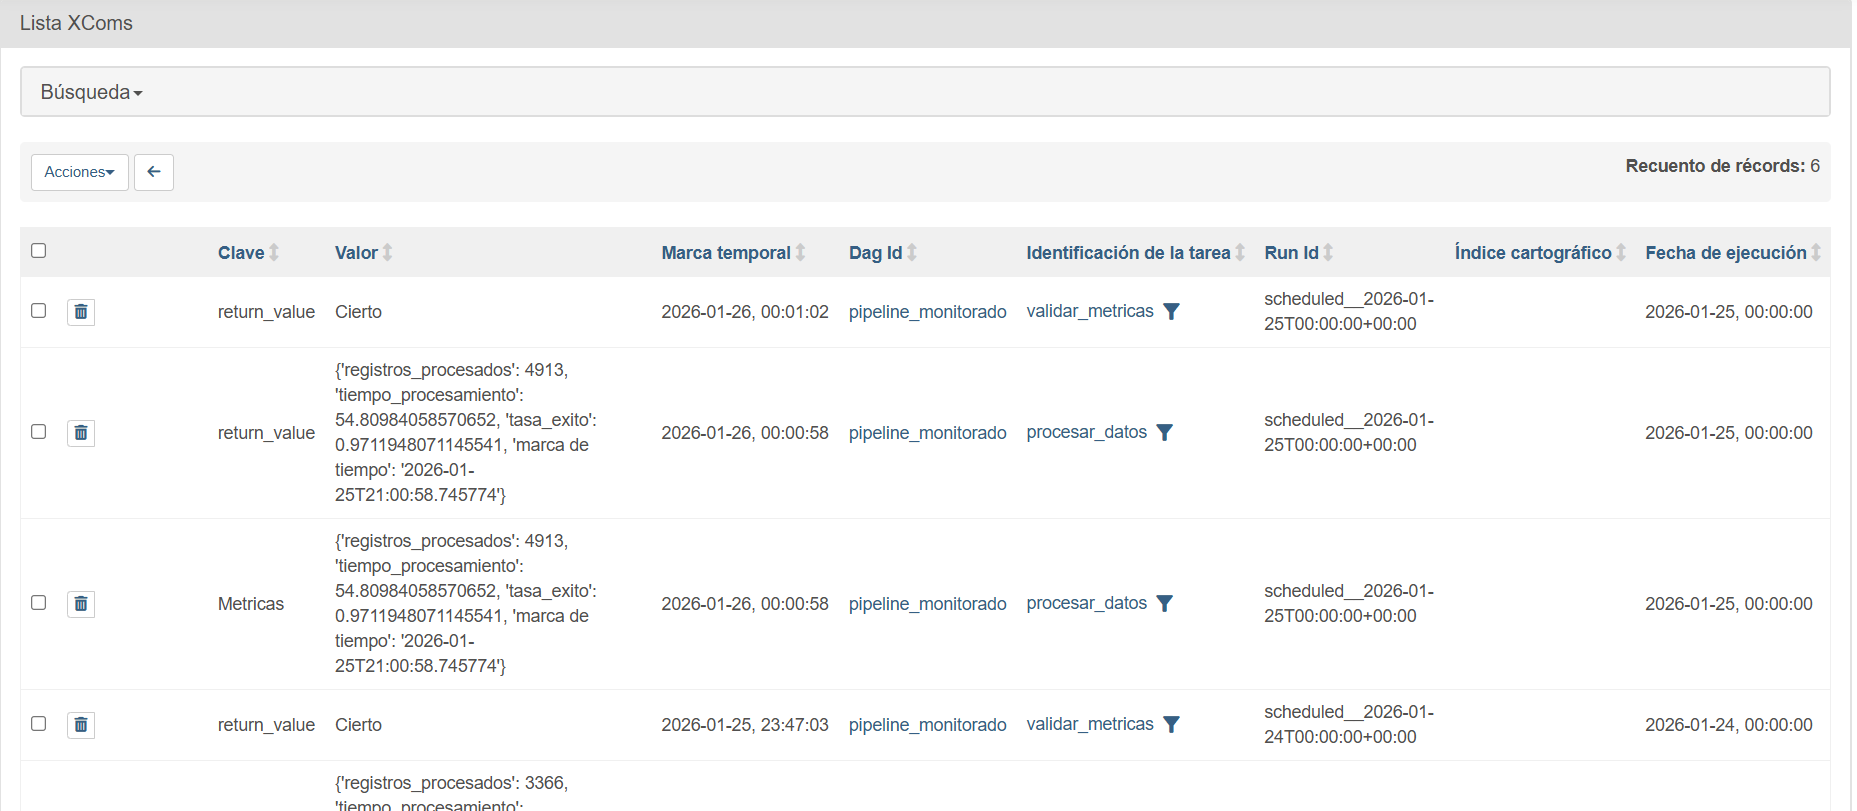 Lista XComs
Búsqueda
Acciones
Recuento de récords: 6
Clave Valor Marca temporal Dag Id Identificación de la tarea Run Id Índice cartográfico Fecha de ejecución
return_value Cierto 2026-01-26, 00:01:02 pipeline_monitorado validar_metricas scheduled__2026-01-
25T00:00:00+00:00 2026-01-25, 00:00:00
return_value
{'registros_procesados': 4913,
'tiempo_procesamiento':
54.80984058570652, 'tasa_exito':
0.9711948071145541, 'marca de
tiempo': '2026-01-
25T21:00:58.745774'}
2026-01-26, 00:00:58 pipeline_monitorado procesar_datos scheduled__2026-01-
25T00:00:00+00:00 2026-01-25, 00:00:00
Metricas
{'registros_procesados': 4913,
'tiempo_procesamiento':
54.80984058570652, 'tasa_exito':
0.9711948071145541, 'marca de
tiempo': '2026-01-
25T21:00:58.745774'}
2026-01-26, 00:00:58 pipeline_monitorado procesar_datos scheduled__2026-01-
25T00:00:00+00:00 2026-01-25, 00:00:00
return_value Cierto 2026-01-25, 23:47:03 pipeline_monitorado validar_metricas scheduled__2026-01-
24T00:00:00+00:00 2026-01-24, 00:00:00
{'registros_procesados': 3366,
'tiempo_procesamiento':